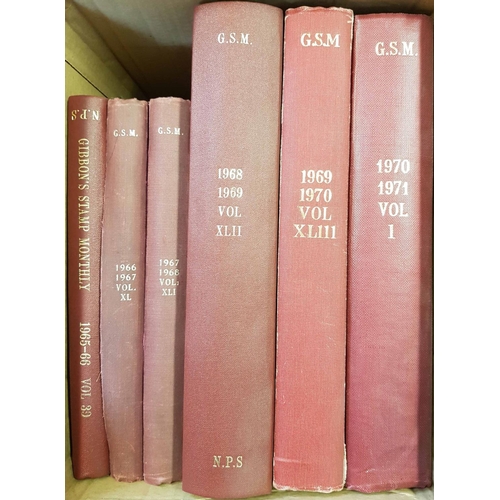 N.P.S
GIBBON'S STAMP MONTHLY
1965-66 VOL 39
G.S.M.
1966
1967
VOL.
XL
G.S.M.
1967
1968
VOL.
XLI
G.S.M.
1968
1969
VOL
XLII
N.P.S
G.S.M
1969
1970
VOL
XLIII
G.S.M.
1970
1971
VOL
1